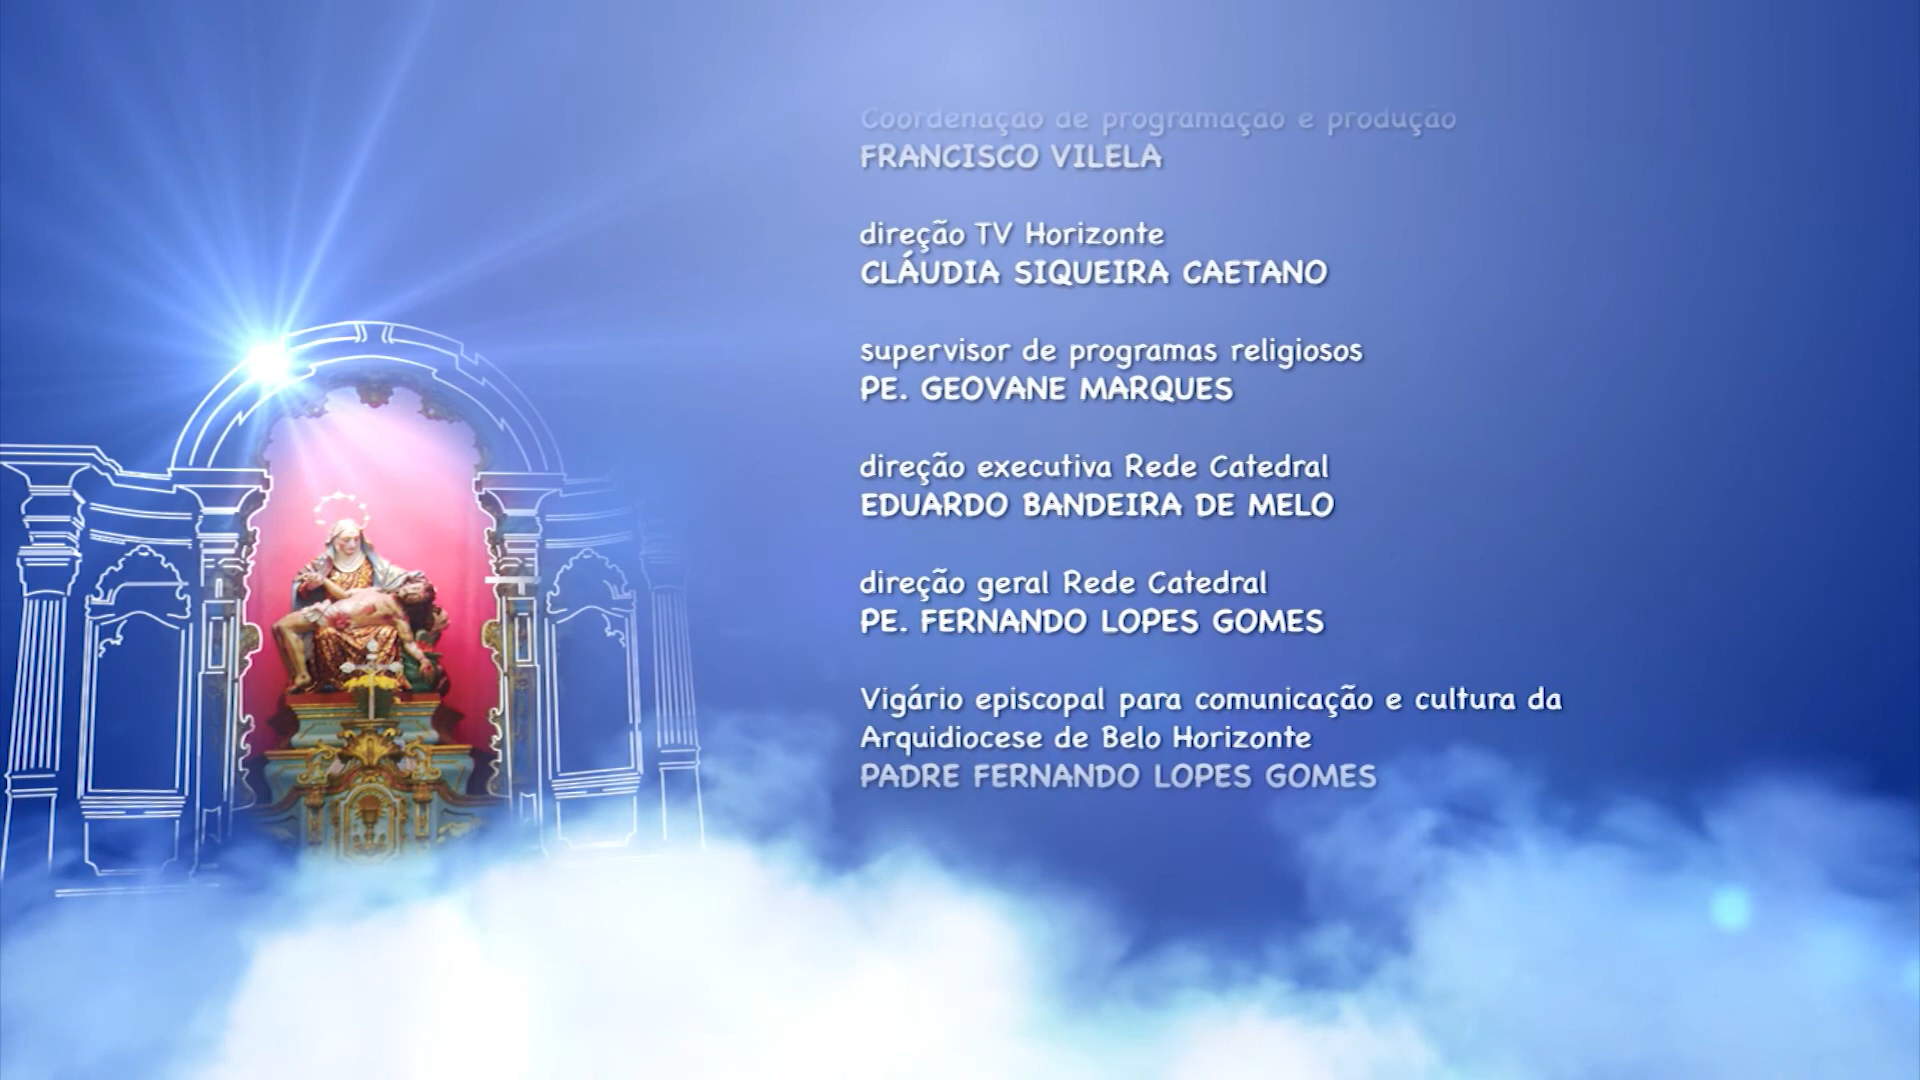 Coordenação de programação e produção
FRANCISCO VILELA
direção TV Horizonte
CLÁUDIA SIQUEIRA CAETANO
supervisor de programas religiosos
PE. GEOVANE MARQUES
direção executiva Rede Catedral
EDUARDO BANDEIRA DE MELO
direção geral Rede Catedral
PE. FERNANDO LOPES GOMES
Vigário episcopal para comunicação e cultura da
Arquidiocese de Belo Horizonte
PADRE FERNANDO LOPES GOMES